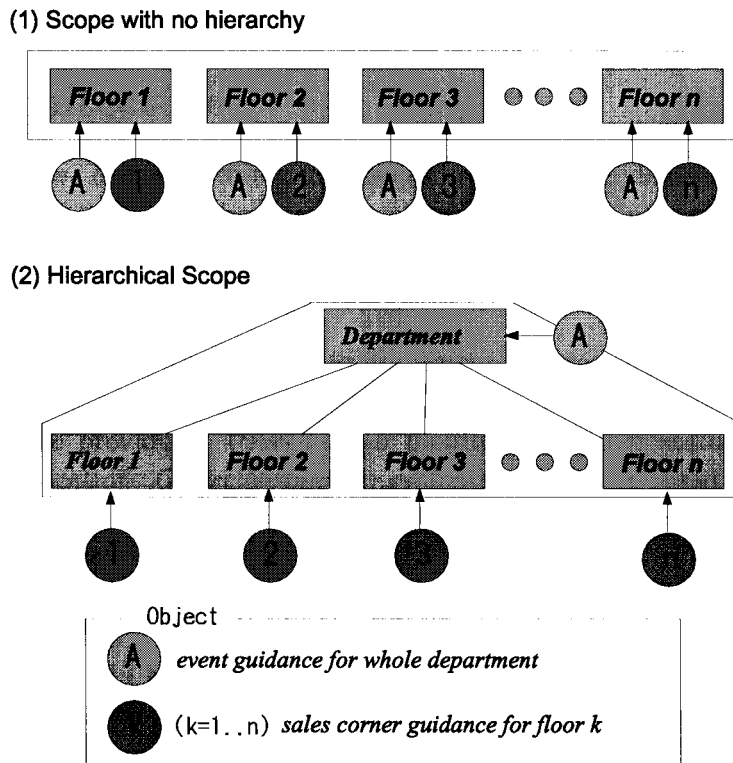 (1) Scope with no hierarchy
Floor 1 Floor 2 Floor 3 Floor n
A 1 A 2 A 3 A n
(2) Hierarchical Scope
Department A
Floor 1 Floor 2 Floor 3 Floor n
1 2 3
Object
A event guidance for whole department
(k=1..n) sales corner guidance for floor k